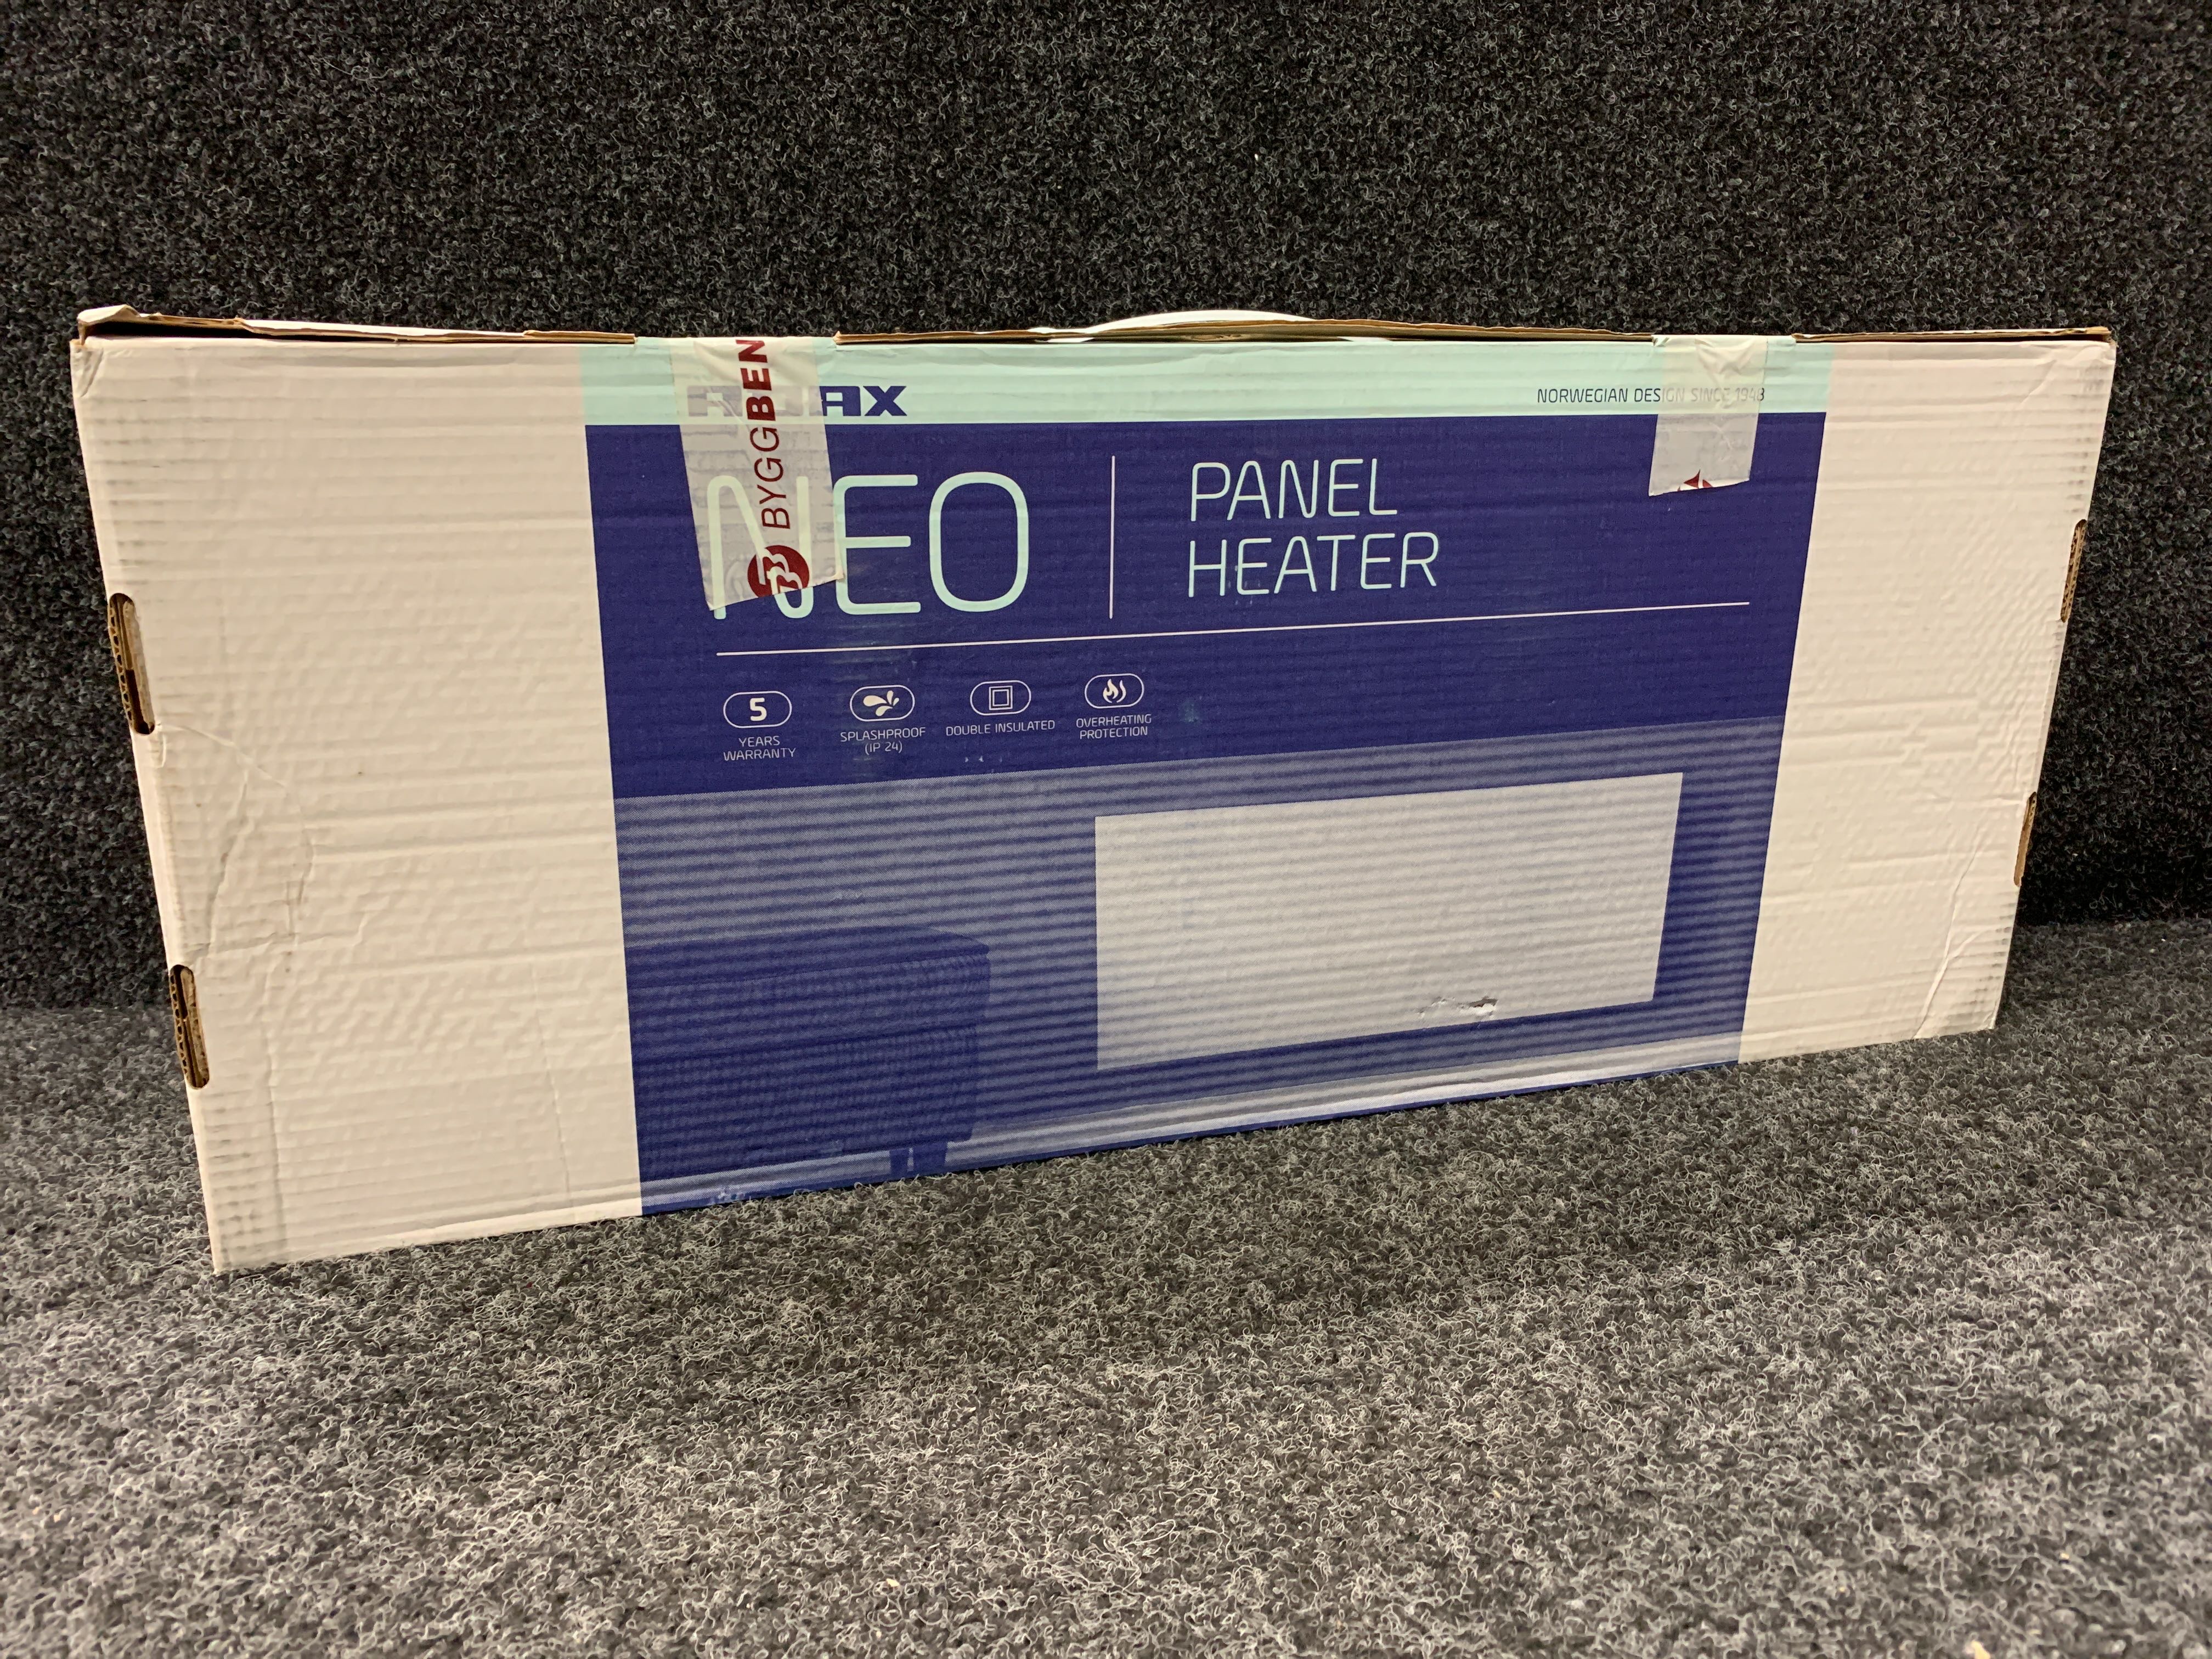 ADAX
NORWEGIAN DESIGN SINCE 1948
BYGGBEN
NEO
PANEL
HEATER
5
YEARS
WARRANTY
SPLASHPROOF
(IP 24)
DOUBLE INSULATED
OVERHEATING
PROTECTION